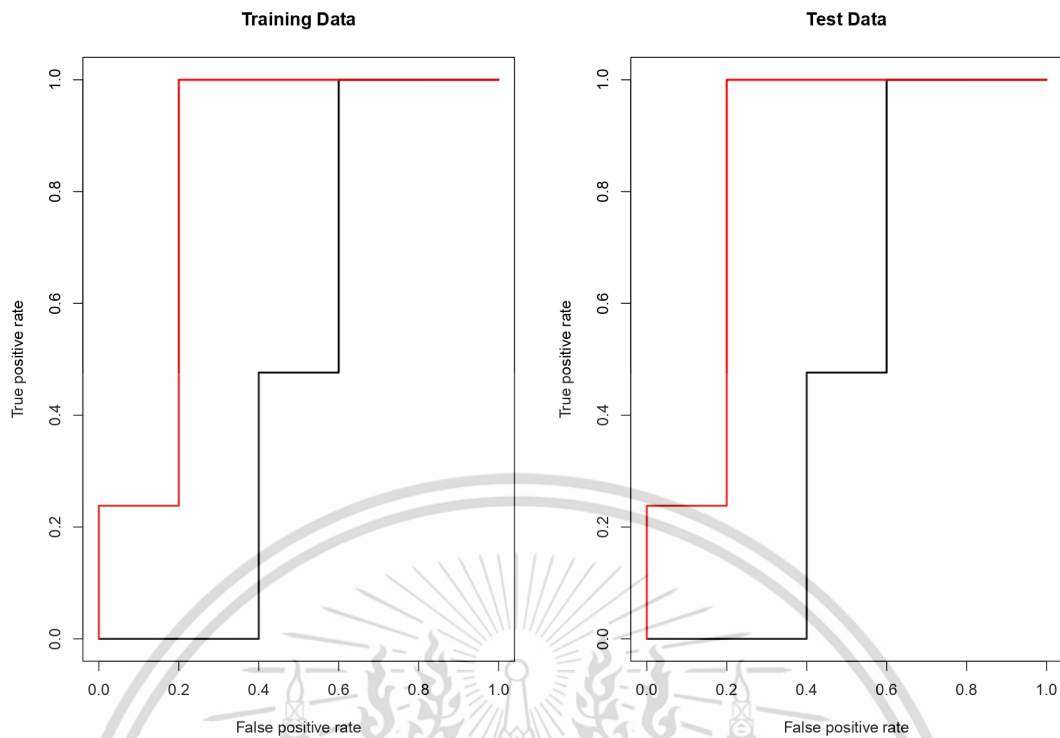 Training Data
True positive rate
1.0
0.8
0.6
0.4
0.2
0.0
0.0 0.2 0.4 0.6 0.8 1.0
False positive rate
Test Data
True positive rate
1.0
0.8
0.6
0.4
0.2
0.0
0.0 0.2 0.4 0.6 0.8 1.0
False positive rate